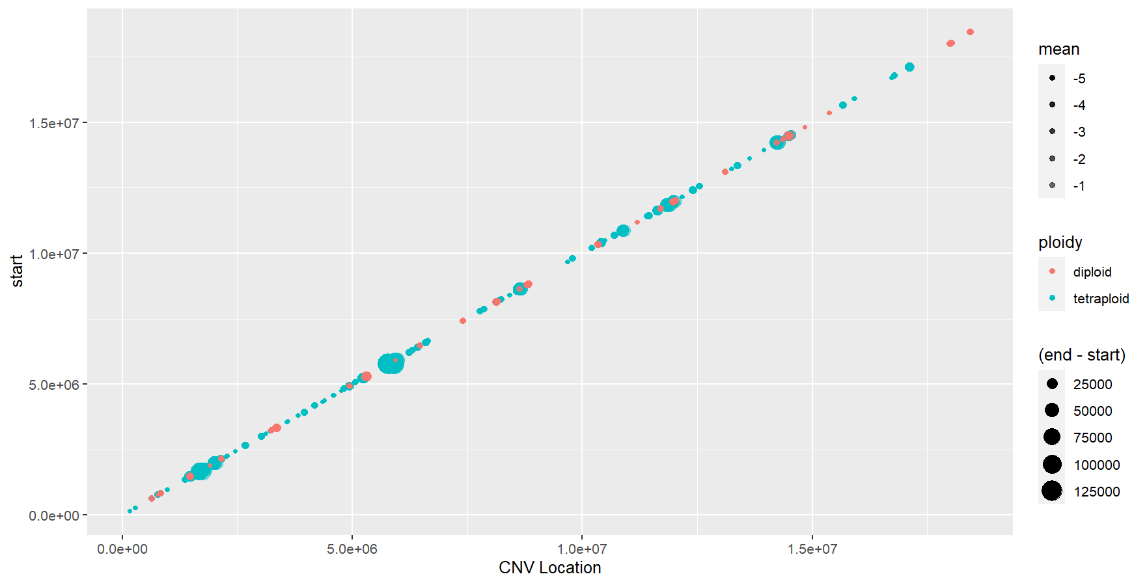 1.5e+07
1.0e+07
5.0e+06
0.0e+00
start
0.0e+00
5.0e+06
1.0e+07
1.5e+07
CNV Location
mean
-5
-4
-3
-2
-1
ploidy
diploid
tetraploid
(end - start)
25000
50000
75000
100000
125000